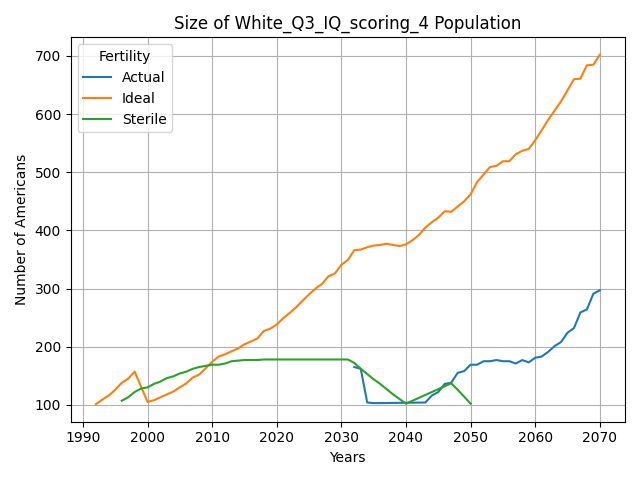 Size of White_Q3_IQ_scoring_4 Population
Fertility
Actual
Ideal
Sterile
Number of Americans
700
600
500
400
300
200
100
1990 2000 2010 2020 2030 2040 2050 2060 2070
Years